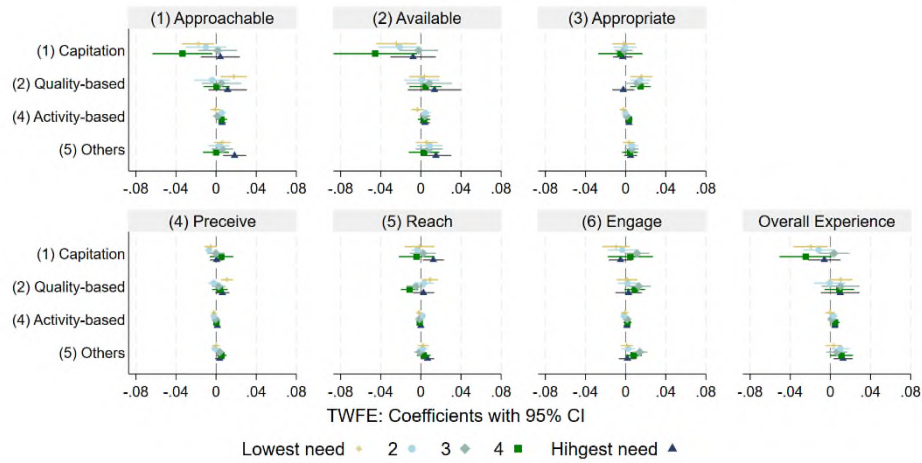 (1) Approachable (2) Available (3) Appropriate
(1) Capitation
(2) Quality-based
(4) Activity-based
(5) Others
-.08 -.04 0 .04 .08 -.08 -.04 0 .04 .08 -.08 -.04 0 .04 .08
(4) Preceive (5) Reach (6) Engage Overall Experience
(1) Capitation
(2) Quality-based
(4) Activity-based
(5) Others
-.08 -.04 0 .04 .08 -.08 -.04 0 .04 .08 -.08 -.04 0 .04 .08 -.08 -.04 0 .04 .08
TWFE: Coefficients with 95% CI
Lowest need 2 3 4 Hihgest need